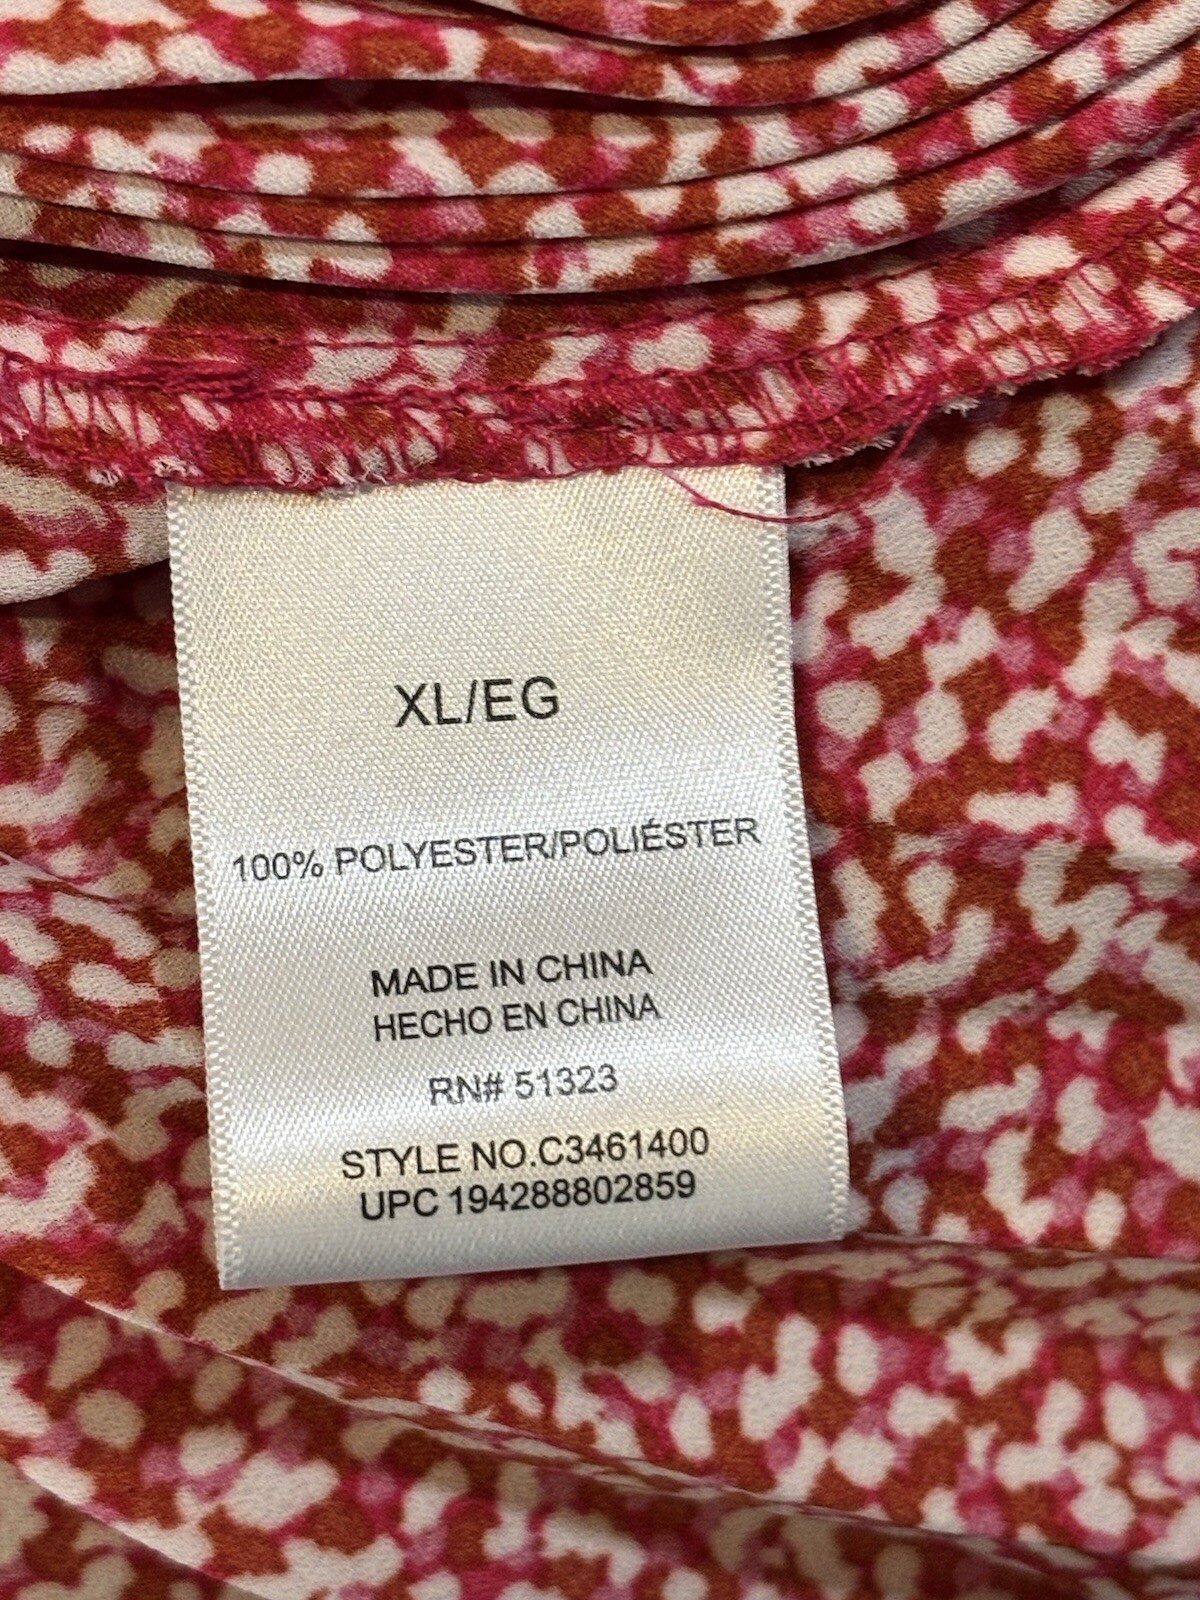 XL/EG
100% POLYESTER/POLIÉSTER
MADE IN CHINA
HECHO EN CHINA
RN# 51323
STYLE NO.C3461400
UPC 194288802859